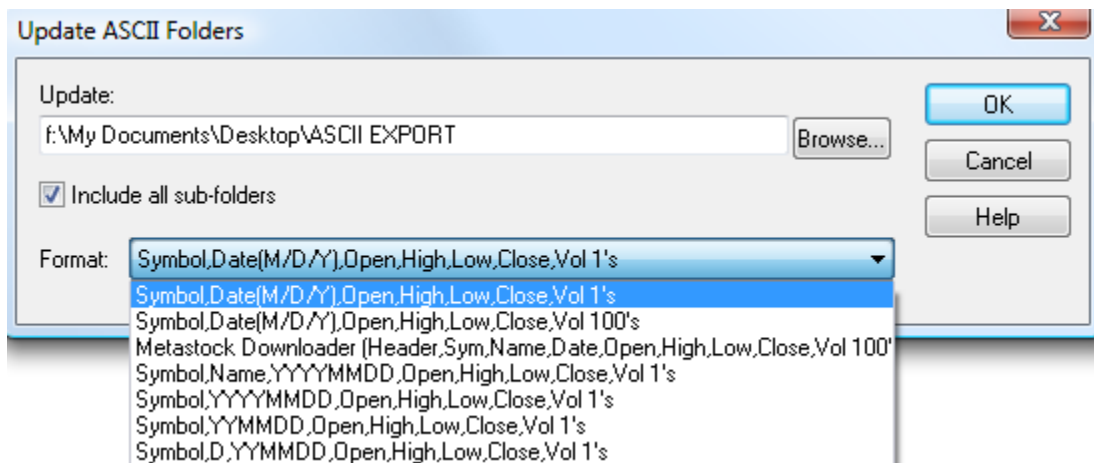 Update ASCII Folders
Update:
f:\My Documents\Desktop\ASCII EXPORT
Browse...
OK
Cancel
Help
Include all sub-folders
Format:
Symbol,Date(M/D/Y),Open,High,Low,Close,Vol 1's
Symbol,Date(M/D/Y),Open,High,Low,Close,Vol 1's
Symbol,Date(M/D/Y),Open,High,Low,Close,Vol 100's
Metastock Downloader (Header,Sym,Name,Date,Open,High,Low,Close,Vol 100'
Symbol,Name,YYYYMMDD,Open,High,Low,Close,Vol 1's
Symbol,YYYYMMDD,Open,High,Low,Close,Vol 1's
Symbol,YYMMDD,Open,High,Low,Close,Vol 1's
Symbol,D,YYMMDD,Open,High,Low,Close,Vol 1's